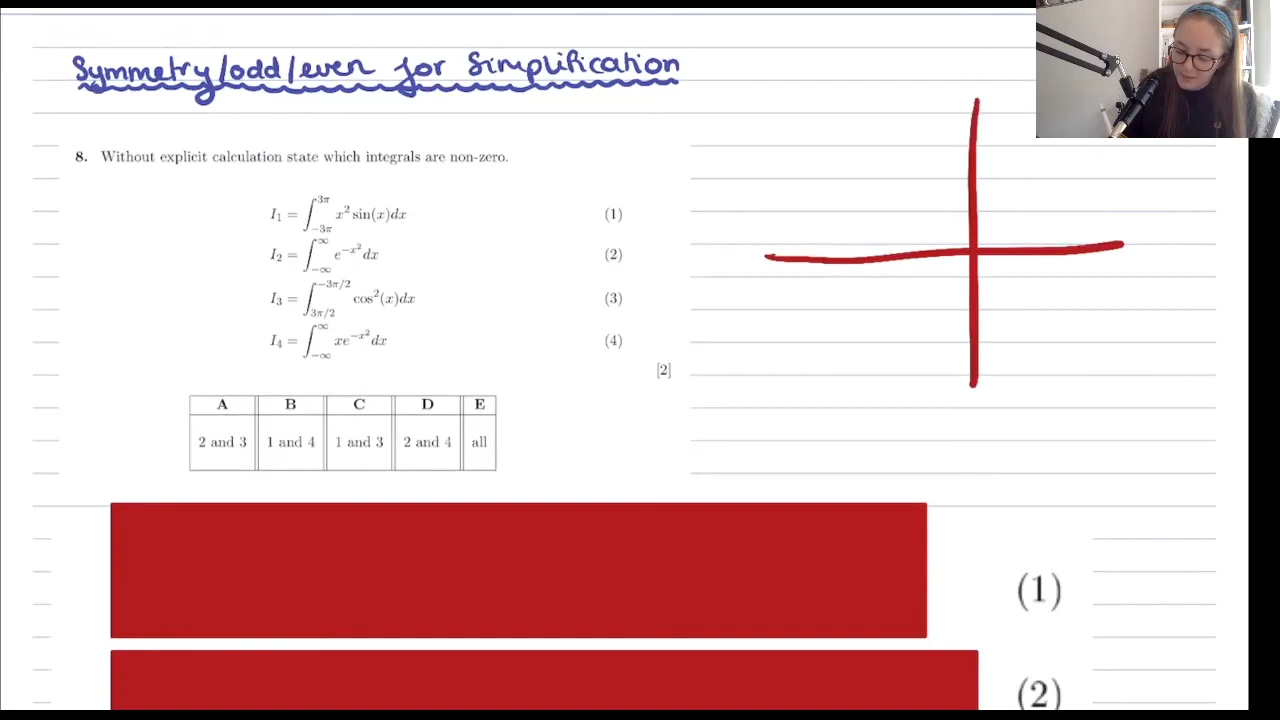 Symmetry/odd/even for Simplification
8. Without explicit calculation state which integrals are non-zero.
I₁ = ∫_{-3π}^{3π} x² sin(x)dx (1)
I₂ = ∫_{-∞}^{∞} e^{-x²} dx (2)
I₃ = ∫_{3π/2}^{-3π/2} cos²(x)dx (3)
I₄ = ∫_{-∞}^{∞} xe^{-x²} dx (4)
[2]
A B C D E
2 and 3 1 and 4 1 and 3 2 and 4 all
(1)
(2)